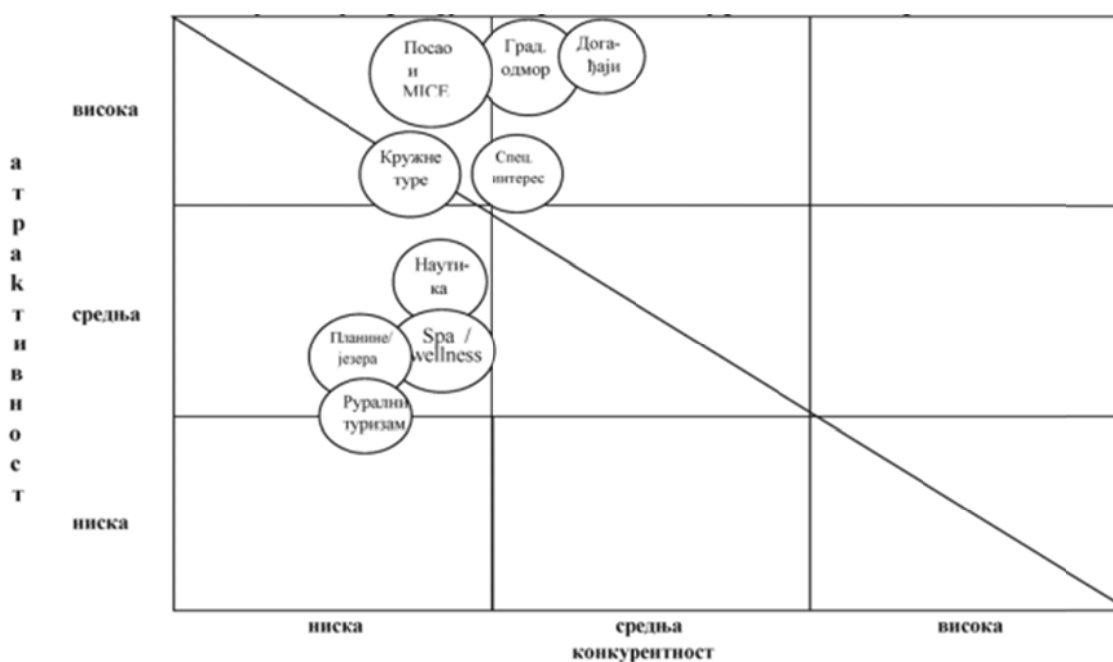 Посао
и
MICE
Град.
одмор
Дога-
ђаји
висока
Кружне
туре
Спец.
интерес
а
т
р
а
k
т
и
в
н
о
с
т
Наути-
ка
средња
Планине/
језера
Spa /
wellness
Рурални
туризам
ниска
ниска
средња
висока
конкурентност